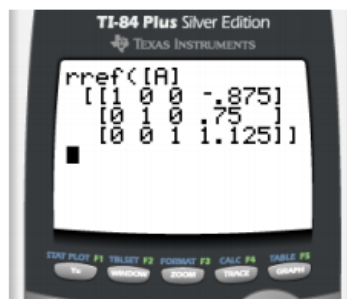 TI-84 Plus Silver Edition
TEXAS INSTRUMENTS
rref([A]
[[1 0 0 -.875]
[0 1 0 .75 ]
[0 0 1 1.125]]
STAT PLOT F1 TBLSET F2 FORMAT F3 CALC F4 TABLE F5
Y= WINDOW ZOOM TRACE GRAPH